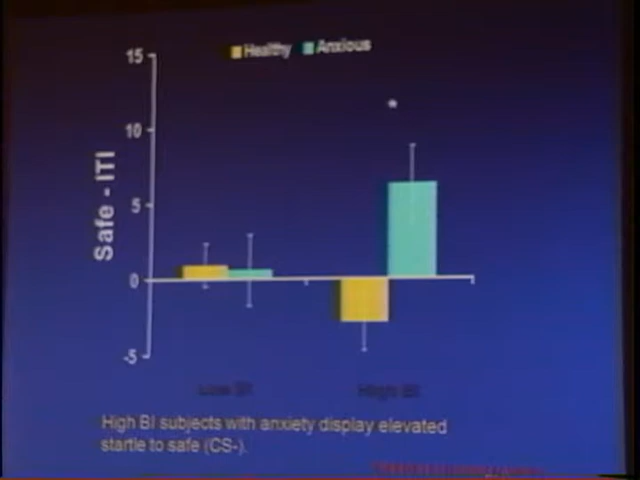 Healthy Anxious
15
10
5
0
-5
Safe - ITI
*
Low BI High BI
High BI subjects with anxiety display elevated
startle to safe (CS-).